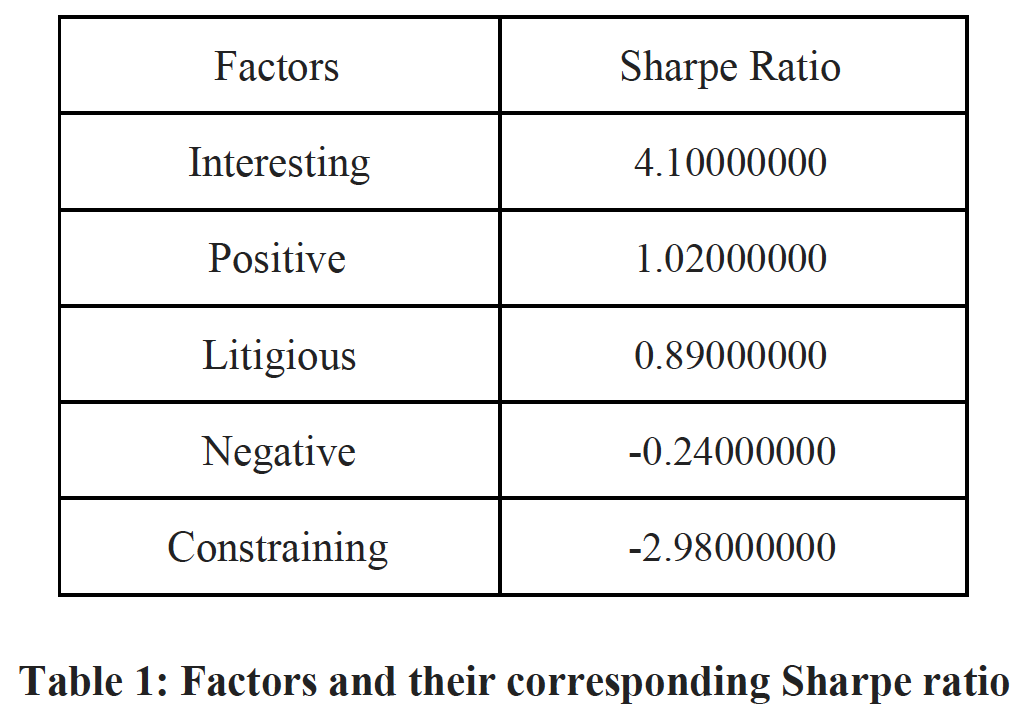 Factors Sharpe Ratio
Interesting 4.10000000
Positive 1.02000000
Litigious 0.89000000
Negative -0.24000000
Constraining -2.98000000
Table 1: Factors and their corresponding Sharpe ratio